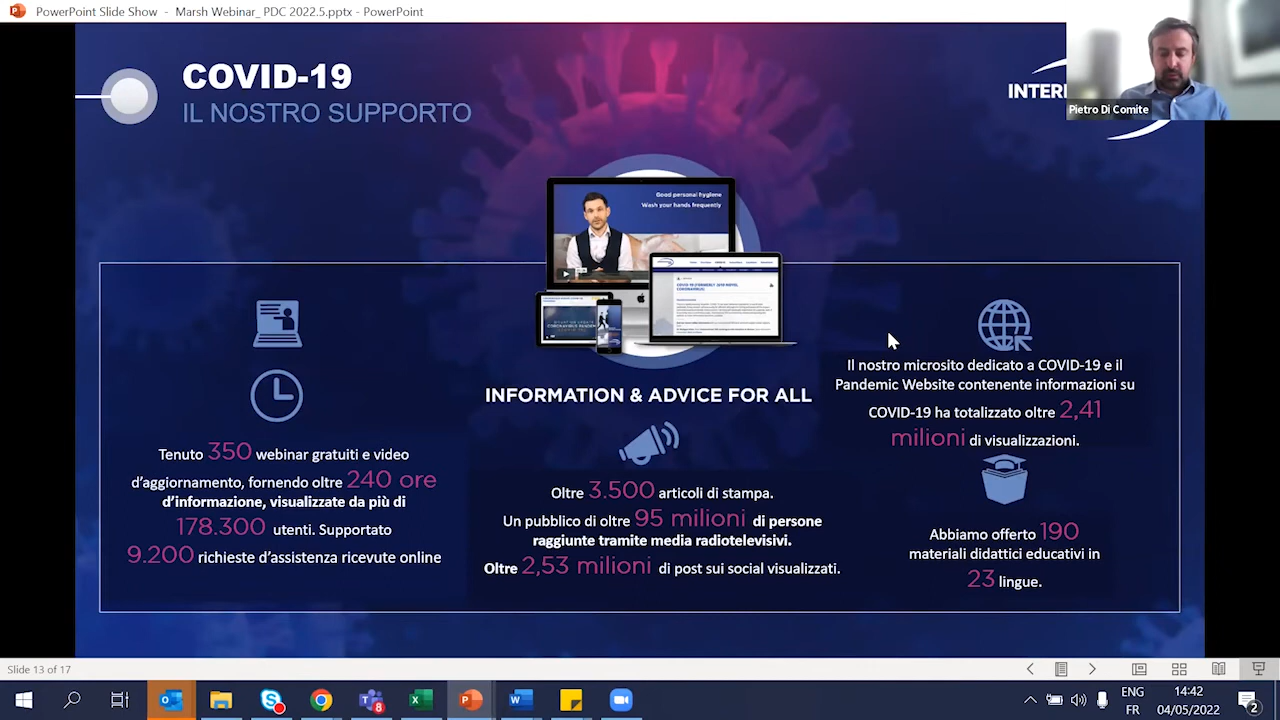 PowerPoint Slide Show - Marsh Webinar_ PDC 2022.5.pptx - PowerPoint
COVID-19
IL NOSTRO SUPPORTO
Pietro Di Comite
Good personal hygiene
Wash your hands frequently
INFORMATION & ADVICE FOR ALL
Tenuto 350 webinar gratuiti e video
d’aggiornamento, fornendo oltre 240 ore
d’informazione, visualizzate da più di
178.300 utenti. Supportato
9.200 richieste d’assistenza ricevute online
Oltre 3.500 articoli di stampa.
Un pubblico di oltre 95 milioni di persone
raggiunte tramite media radiotelevisivi.
Oltre 2,53 milioni di post sui social visualizzati.
Il nostro microsito dedicato a COVID-19 e il
Pandemic Website contenente informazioni su
COVID-19 ha totalizzato oltre 2,41
milioni di visualizzazioni.
Abbiamo offerto 190
materiali didattici educativi in
23 lingue.
Slide 13 of 17
ENG
FR
14:42
04/05/2022
8
2